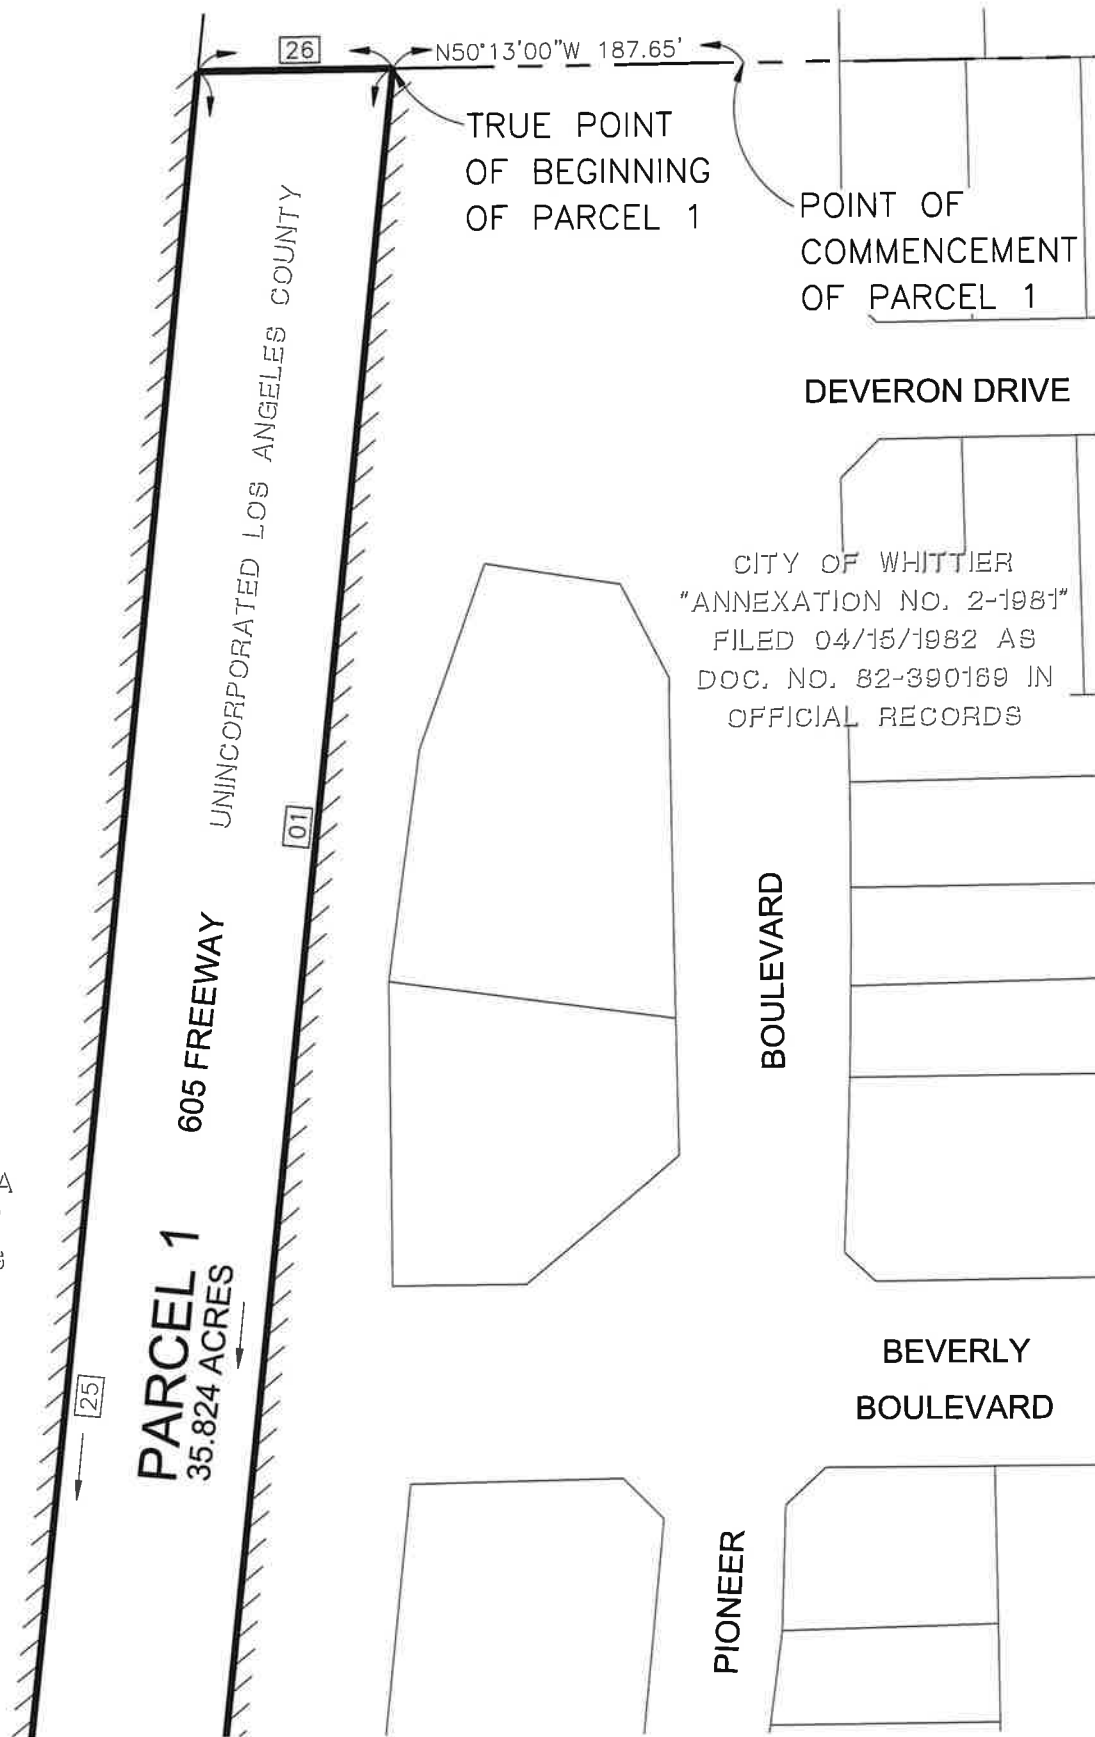 26
N50°13'00"W 187.65'
TRUE POINT
OF BEGINNING
OF PARCEL 1
POINT OF
COMMENCEMENT
OF PARCEL 1
UNINCORPORATED LOS ANGELES COUNTY
DEVERON DRIVE
CITY OF WHITTIER
"ANNEXATION NO. 2-1981"
FILED 04/15/1982 AS
DOC. NO. 82-390169 IN
OFFICIAL RECORDS
01
605 FREEWAY
BOULEVARD
A
PARCEL 1
35.824 ACRES
25
BEVERLY
BOULEVARD
PIONEER